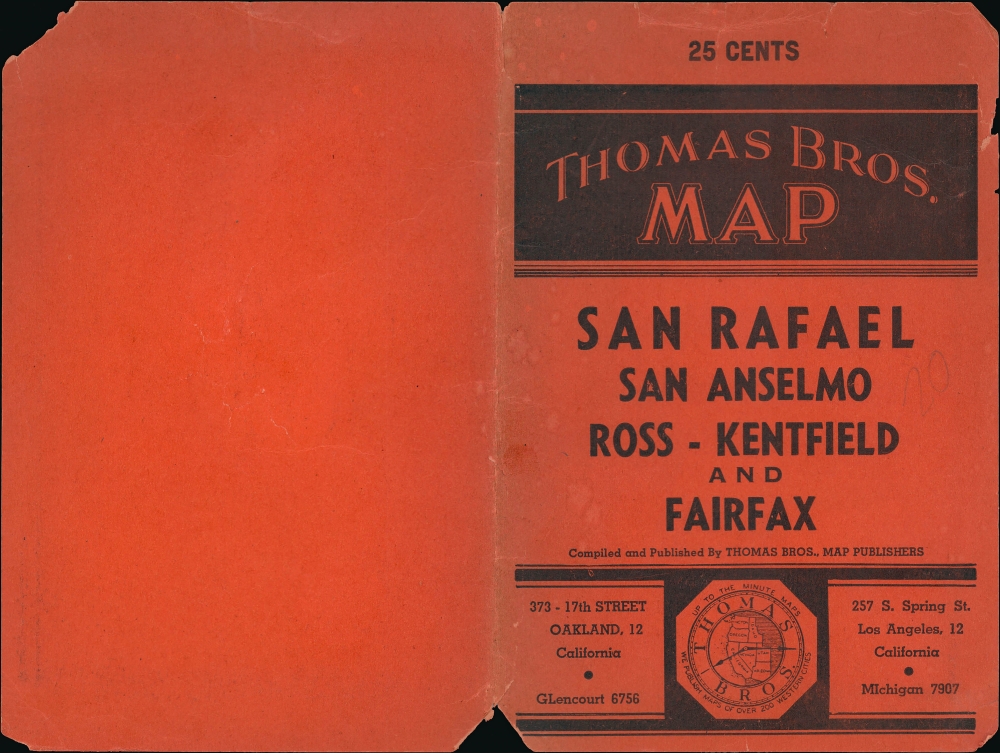 25 CENTS
THOMAS BROS.
MAP
SAN RAFAEL
SAN ANSELMO
ROSS - KENTFIELD
AND
FAIRFAX
Compiled and Published By THOMAS BROS., MAP PUBLISHERS
373 - 17th STREET
OAKLAND, 12
California
GLencourt 6756
UP TO THE MINUTE MAPS
THOMAS
BROS.
WE PUBLISH MAPS OF OVER 200 WESTERN CITIES
257 S. Spring St.
Los Angeles, 12
California
MIchigan 7907